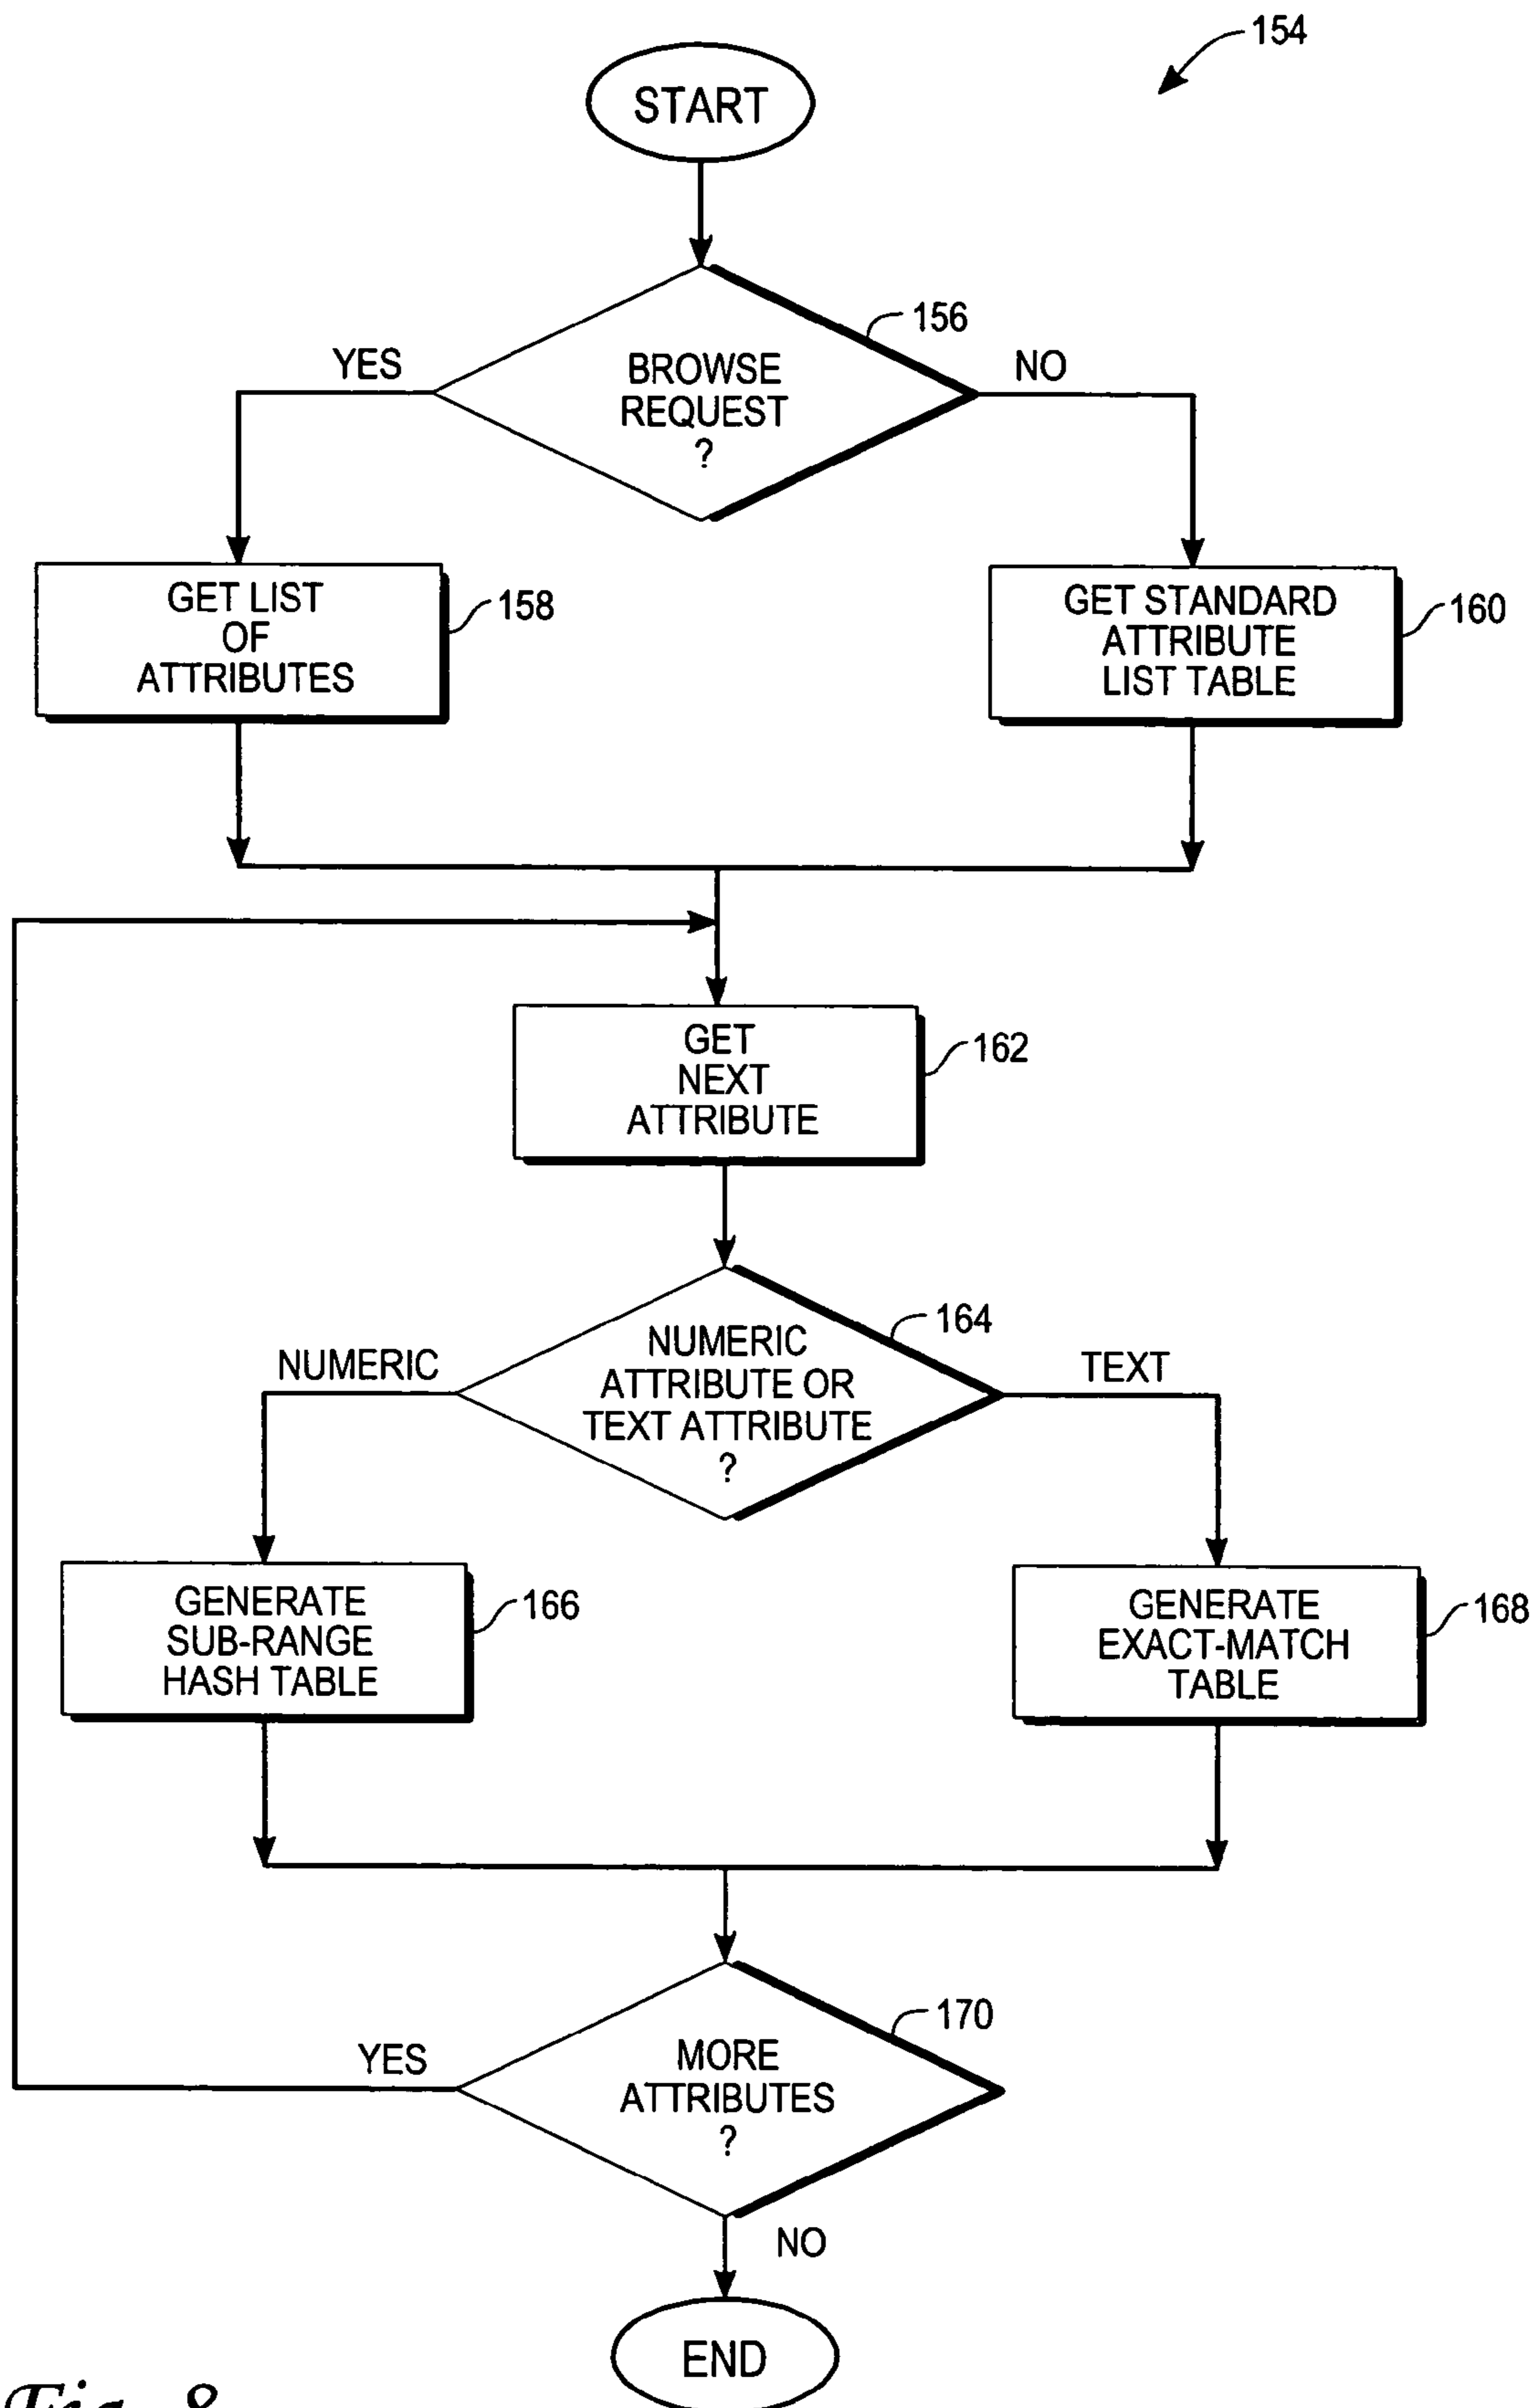 154
START
156
YES
NO
BROWSE
REQUEST
?
GET LIST
OF
ATTRIBUTES
158
GET STANDARD
ATTRIBUTE
LIST TABLE
160
GET
NEXT
ATTRIBUTE
162
164
NUMERIC
TEXT
NUMERIC
ATTRIBUTE OR
TEXT ATTRIBUTE
?
GENERATE
SUB-RANGE
HASH TABLE
166
GENERATE
EXACT-MATCH
TABLE
168
170
YES
MORE
ATTRIBUTES
?
NO
END
Fig. 8